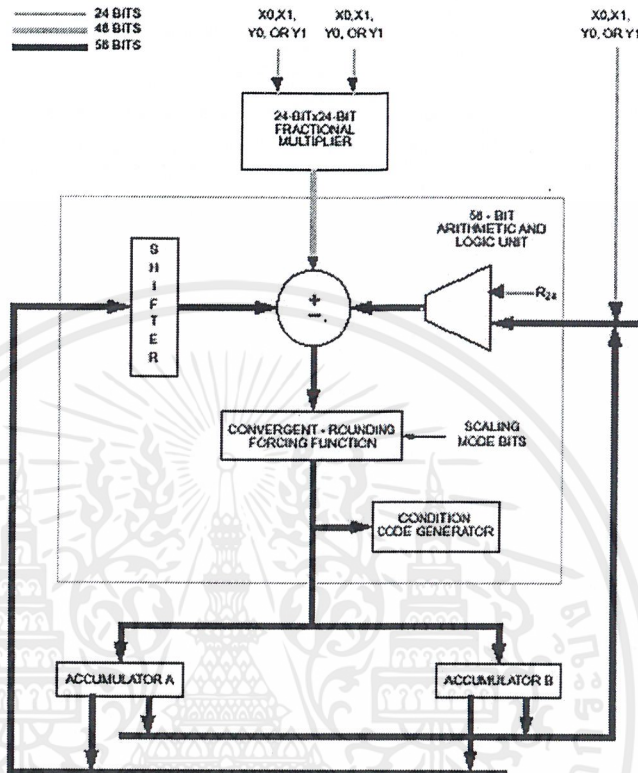 24 BITS
48 BITS
56 BITS
X0,X1,
Y0, OR Y1
X0,X1,
Y0, OR Y1
X0,X1,
Y0, OR Y1
24-BITx24-BIT
FRACTIONAL
MULTIPLIER
56 - BIT
ARITHMETIC AND
LOGIC UNIT
S
H
I
F
T
E
R
+
-
R24
CONVERGENT - ROUNDING
FORCING FUNCTION
SCALING
MODE BITS
CONDITION
CODE GENERATOR
ACCUMULATOR A
ACCUMULATOR B